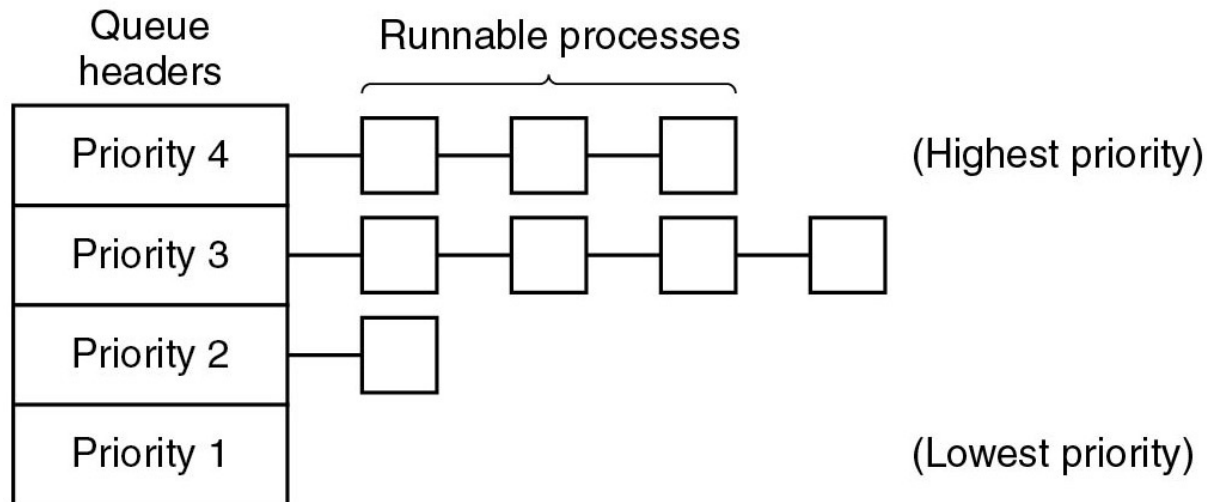 Queue
headers
Runnable processes
Priority 4
(Highest priority)
Priority 3
Priority 2
Priority 1
(Lowest priority)